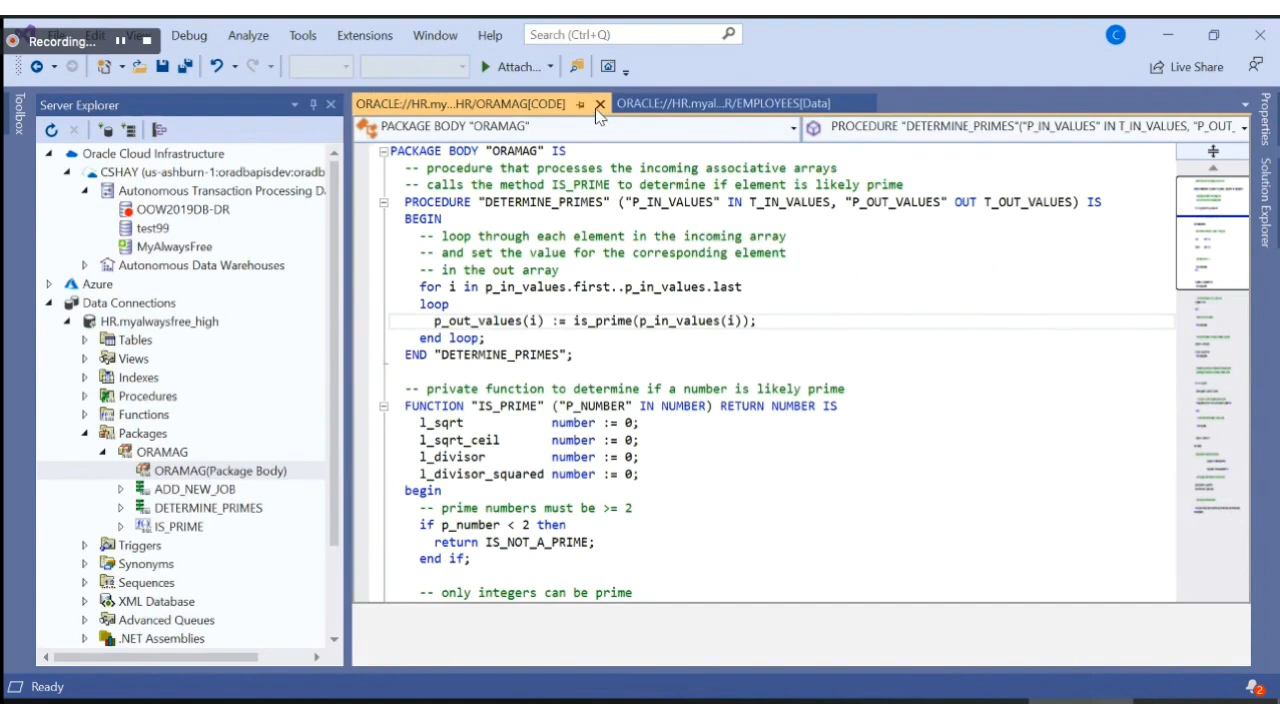 File Edit View Debug Analyze Tools Extensions Window Help Search (Ctrl+Q) C
Recording...
Attach... Live Share
Toolbox
Server Explorer
Oracle Cloud Infrastructure
CSHAY (us-ashburn-1:oradbapisdev:oradb
Autonomous Transaction Processing D
OOW2019DB-DR
test99
MyAlwaysFree
Autonomous Data Warehouses
Azure
Data Connections
HR.myalwaysfree_high
Tables
Views
Indexes
Procedures
Functions
Packages
ORAMAG
ORAMAG(Package Body)
ADD_NEW_JOB
DETERMINE_PRIMES
IS_PRIME
Triggers
Synonyms
Sequences
XML Database
Advanced Queues
.NET Assemblies
ORACLE://HR.my...HR/ORAMAG[CODE] ORACLE://HR.myal...R/EMPLOYEES[Data]
PACKAGE BODY "ORAMAG" PROCEDURE "DETERMINE_PRIMES"("P_IN_VALUES" IN T_IN_VALUES, "P_OUT_
PACKAGE BODY "ORAMAG" IS
-- procedure that processes the incoming associative arrays
-- calls the method IS_PRIME to determine if element is likely prime
PROCEDURE "DETERMINE_PRIMES" ("P_IN_VALUES" IN T_IN_VALUES, "P_OUT_VALUES" OUT T_OUT_VALUES) IS
BEGIN
-- loop through each element in the incoming array
-- and set the value for the corresponding element
-- in the out array
for i in p_in_values.first..p_in_values.last
loop
p_out_values(i) := is_prime(p_in_values(i));
end loop;
END "DETERMINE_PRIMES";
-- private function to determine if a number is likely prime
FUNCTION "IS_PRIME" ("P_NUMBER" IN NUMBER) RETURN NUMBER IS
l_sqrt number := 0;
l_sqrt_ceil number := 0;
l_divisor number := 0;
l_divisor_squared number := 0;
begin
-- prime numbers must be >= 2
if p_number < 2 then
return IS_NOT_A_PRIME;
end if;
-- only integers can be prime
Properties
Solution Explorer
Ready 2